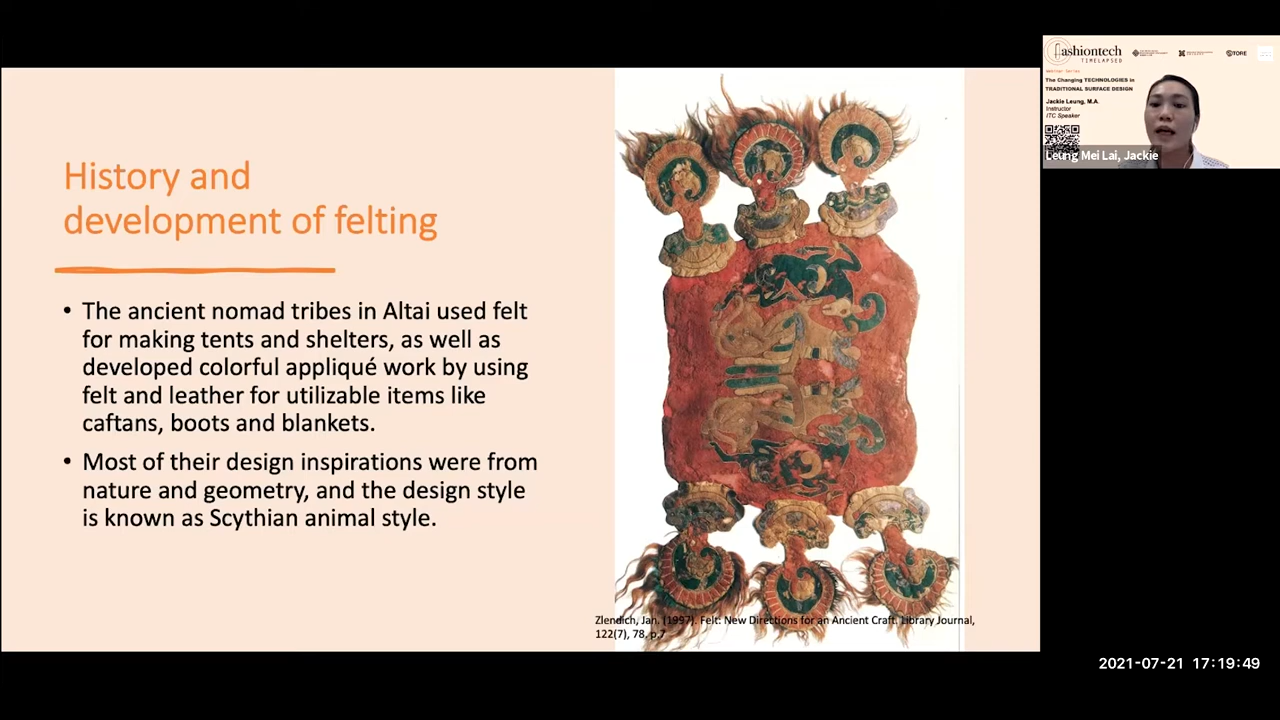 History and
development of felting
• The ancient nomad tribes in Altai used felt
for making tents and shelters, as well as
developed colorful appliqué work by using
felt and leather for utilizable items like
caftans, boots and blankets.
• Most of their design inspirations were from
nature and geometry, and the design style
is known as Scythian animal style.
Zlendich, Jan. (1997). Felt: New Directions for an Ancient Craft. Library Journal,
122(7), 78. p.7
ashiontech
TIMELAPSED
STORE
The Changing TECHNOLOGIES in
TRADITIONAL SURFACE DESIGN
Jackie Leung, M.A.
Instructor
ITC Speaker
Leung Mei Lai, Jackie
2021-07-21 17:19:49